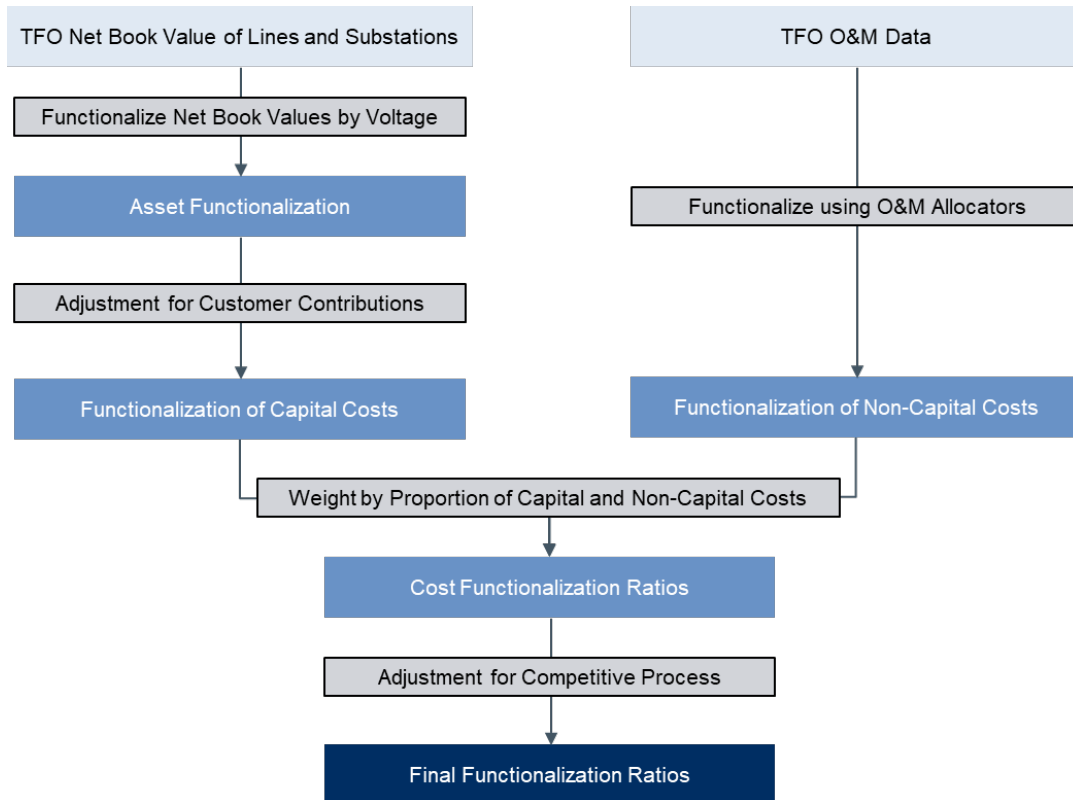 TFO Net Book Value of Lines and Substations
TFO O&M Data
Functionalize Net Book Values by Voltage
Asset Functionalization
Functionalize using O&M Allocators
Adjustment for Customer Contributions
Functionalization of Capital Costs
Functionalization of Non-Capital Costs
Weight by Proportion of Capital and Non-Capital Costs
Cost Functionalization Ratios
Adjustment for Competitive Process
Final Functionalization Ratios